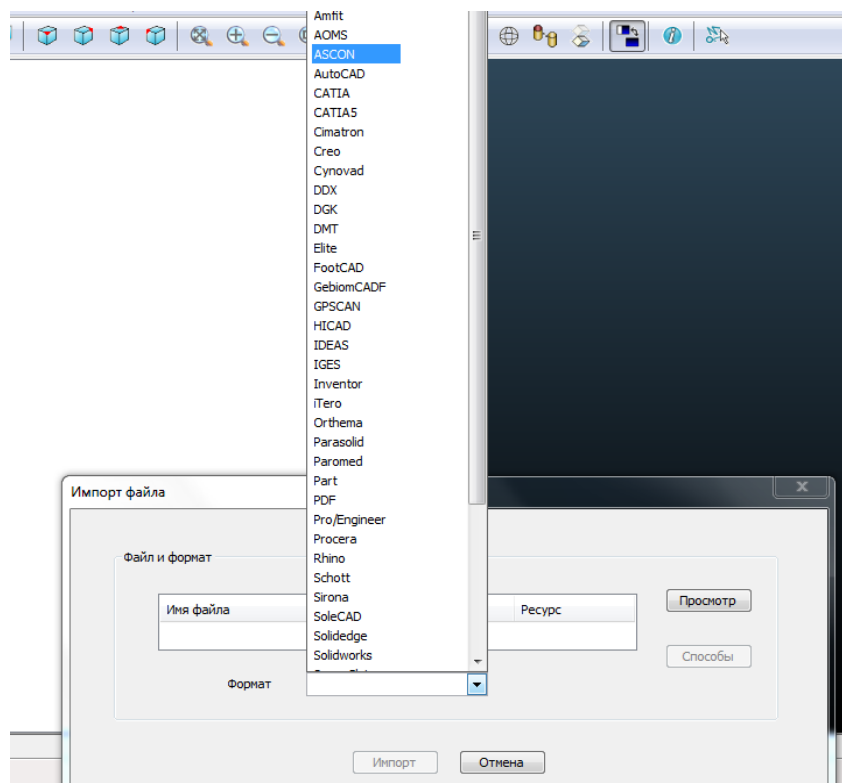 Amfit
AOMS
ASCON
AutoCAD
CATIA
CATIA5
Cimatron
Creo
Cynovad
DDX
DGK
DMT
Elite
FootCAD
GebiomCADF
GPSCAN
HICAD
IDEAS
IGES
Inventor
iTero
Orthema
Parasolid
Paromed
Part
PDF
Pro/Engineer
Procera
Rhino
Schott
Sirona
SoleCAD
Solidedge
Solidworks
Импорт файла
Файл и формат
Имя файла
Ресурс
Просмотр
Способы
Формат
Импорт
Отмена